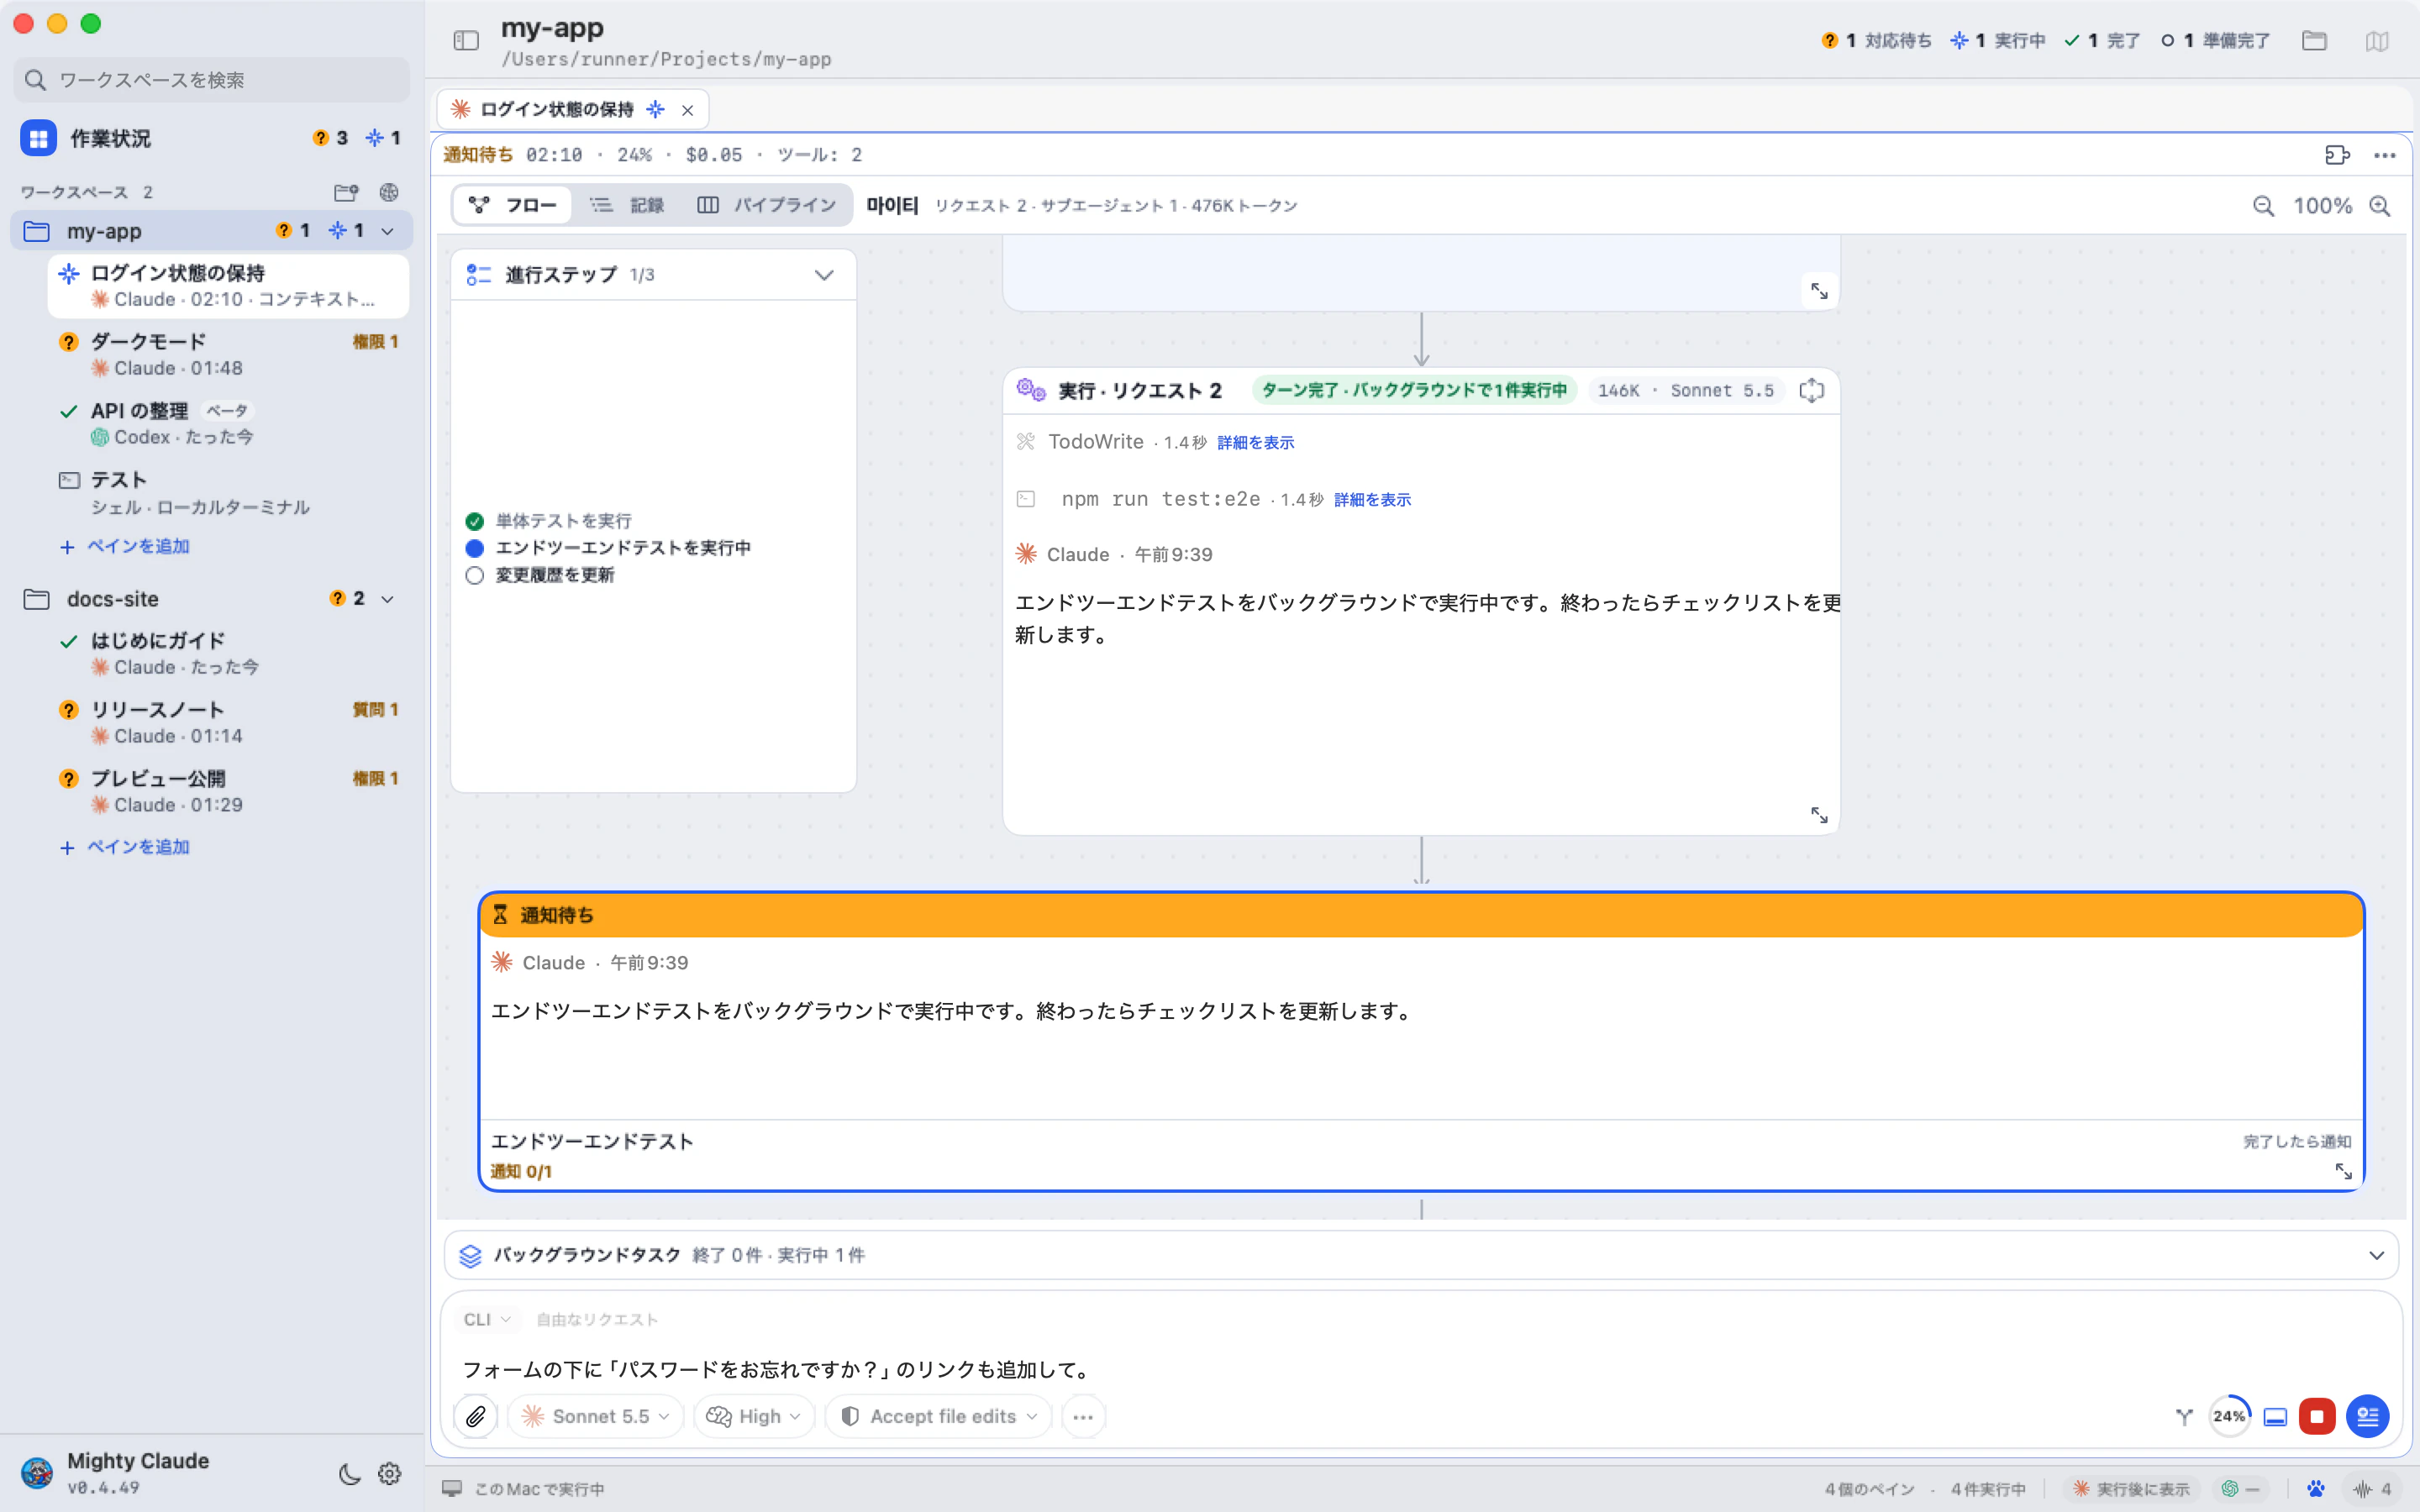 my-app
/Users/runner/Projects/my-app
1 対応待ち 1 実行中 1 完了 1 準備完了
ワークスペースを検索
作業状況 3 1
ワークスペース 2
my-app 1 1
ログイン状態の保持
Claude · 02:10 · コンテキスト...
ダークモード 権限 1
Claude · 01:48
API の整理 ベータ
Codex · たった今
テスト
シェル · ローカルターミナル
+ ペインを追加
docs-site 2
はじめにガイド
Claude · たった今
リリースノート 質問 1
Claude · 01:14
プレビュー公開 権限 1
Claude · 01:29
+ ペインを追加
Mighty Claude
v0.4.49
ログイン状態の保持
通知待ち 02:10 · 24% · $0.05 · ツール: 2
フロー 記録 パイプライン 마이티 リクエスト 2 · サブエージェント 1 · 476Kトークン
100%
進行ステップ 1/3
単体テストを実行
エンドツーエンドテストを実行中
変更履歴を更新
実行 · リクエスト 2 ターン完了 · バックグラウンドで1件実行中 146K · Sonnet 5.5
TodoWrite · 1.4秒 詳細を表示
npm run test:e2e · 1.4秒 詳細を表示
Claude · 午前9:39
エンドツーエンドテストをバックグラウンドで実行中です。終わったらチェックリストを更
新します。
通知待ち
Claude · 午前9:39
エンドツーエンドテストをバックグラウンドで実行中です。終わったらチェックリストを更新します。
エンドツーエンドテスト 完了したら通知
通知 0/1
バックグラウンドタスク 終了 0件 · 実行中 1件
CLI 自由なリクエスト
フォームの下に「パスワードをお忘れですか？」のリンクも追加して。
Sonnet 5.5 High Accept file edits 24%
このMacで実行中 4個のペイン · 4件実行中 実行後に表示 — 4